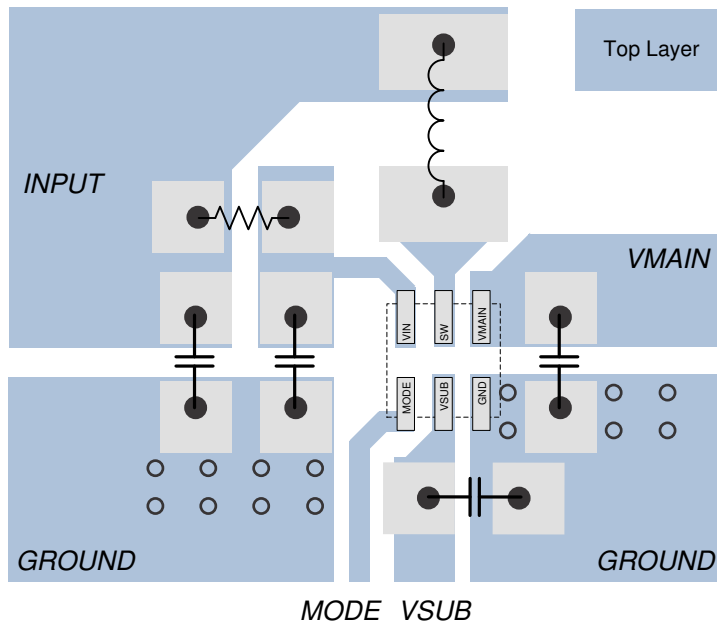 Top Layer
INPUT
VMAIN
VIN
SW
VMAIN
MODE
VSUB
GND
GROUND
GROUND
MODE VSUB